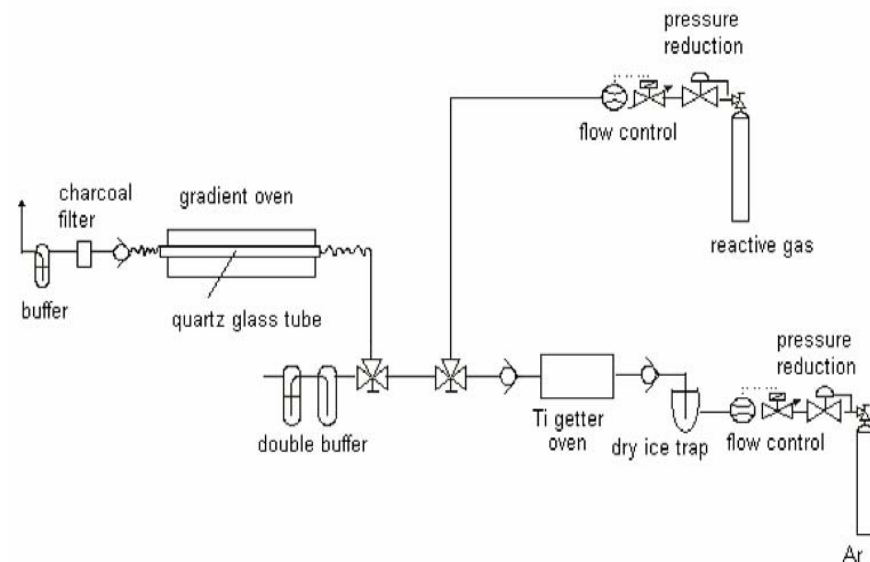 pressure
reduction
flow control
reactive gas
charcoal
filter
gradient oven
buffer
quartz glass tube
double buffer
Ti getter
oven
dry ice trap
pressure
reduction
flow control
Ar